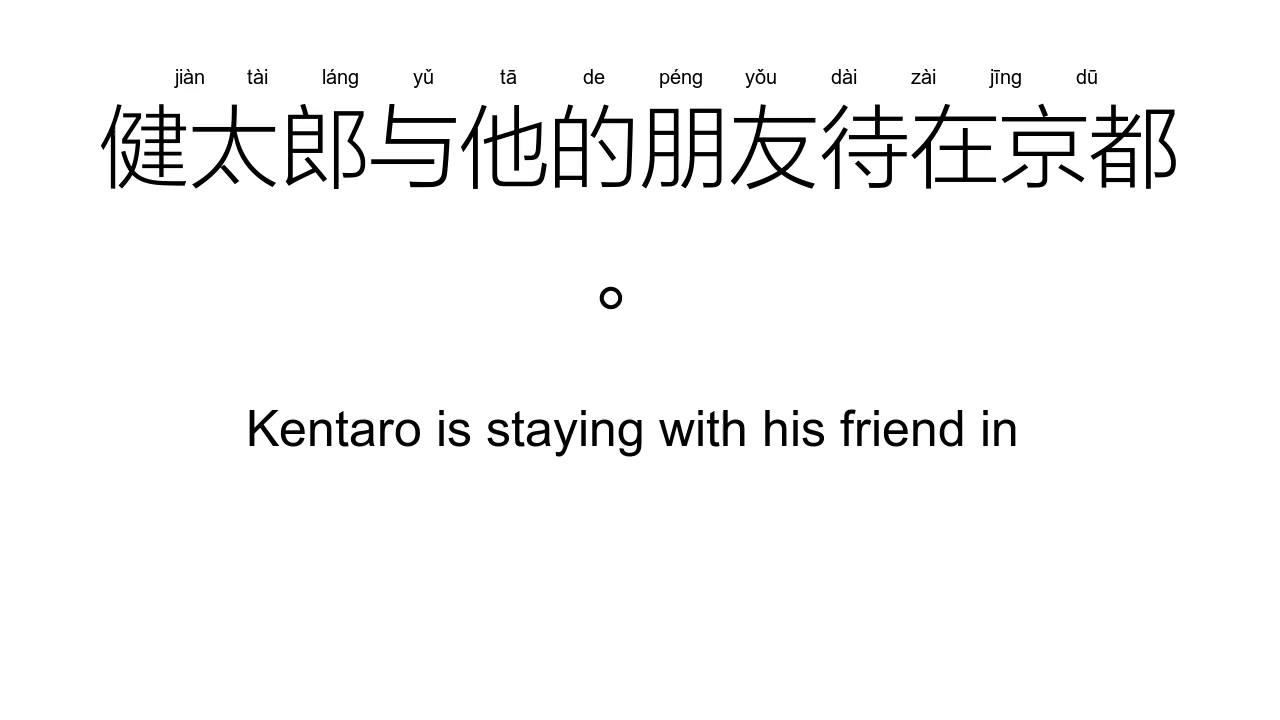 jiàn tài láng yǔ tā de péng yǒu dài zài jīng dū
健太郎与他的朋友待在京都
。
Kentaro is staying with his friend in